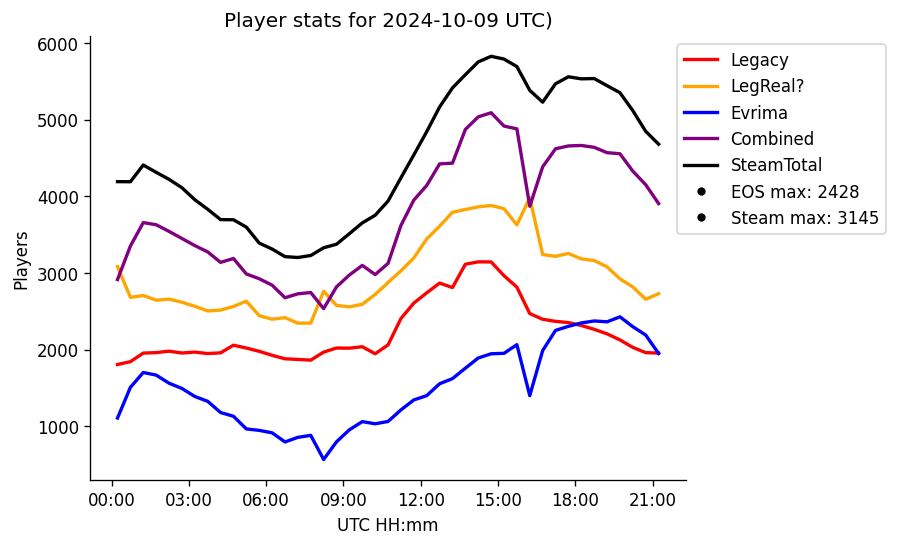 Player stats for 2024-10-09 UTC)
6000
5000
4000
3000
2000
1000
Players
00:00 03:00 06:00 09:00 12:00 15:00 18:00 21:00
UTC HH:mm
Legacy
LegReal?
Evrima
Combined
SteamTotal
EOS max: 2428
Steam max: 3145